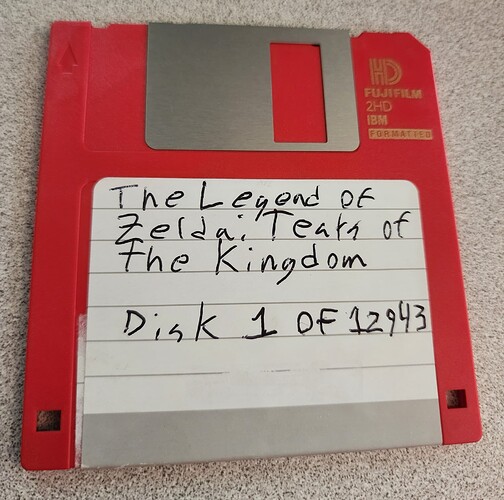 HD
FUJIFILM
2HD
IBM
FORMATTED
The Legend of
Zelda: Tears of
the Kingdom
Disk 1 OF 12943